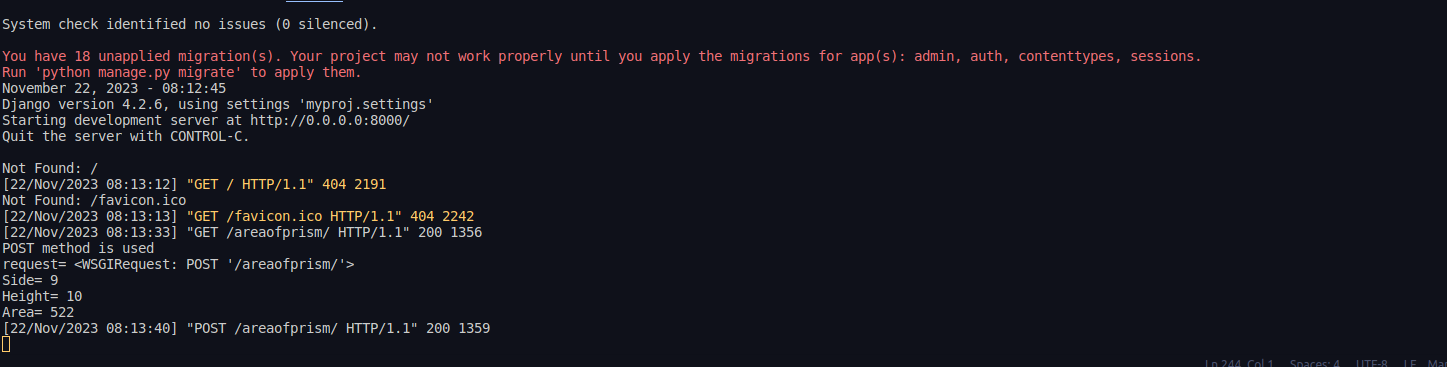 System check identified no issues (0 silenced).
You have 18 unapplied migration(s). Your project may not work properly until you apply the migrations for app(s): admin, auth, contenttypes, sessions.
Run 'python manage.py migrate' to apply them.
November 22, 2023 - 08:12:45
Django version 4.2.6, using settings 'myproj.settings'
Starting development server at http://0.0.0.0:8000/
Quit the server with CONTROL-C.
Not Found: /
[22/Nov/2023 08:13:12] "GET / HTTP/1.1" 404 2191
Not Found: /favicon.ico
[22/Nov/2023 08:13:13] "GET /favicon.ico HTTP/1.1" 404 2242
[22/Nov/2023 08:13:33] "GET /areaofprism/ HTTP/1.1" 200 1356
POST method is used
request= <WSGIRequest: POST '/areaofprism/'>
Side= 9
Height= 10
Area= 522
[22/Nov/2023 08:13:40] "POST /areaofprism/ HTTP/1.1" 200 1359
Ln 244, Col 1 Spaces: 4 UTF-8 LF